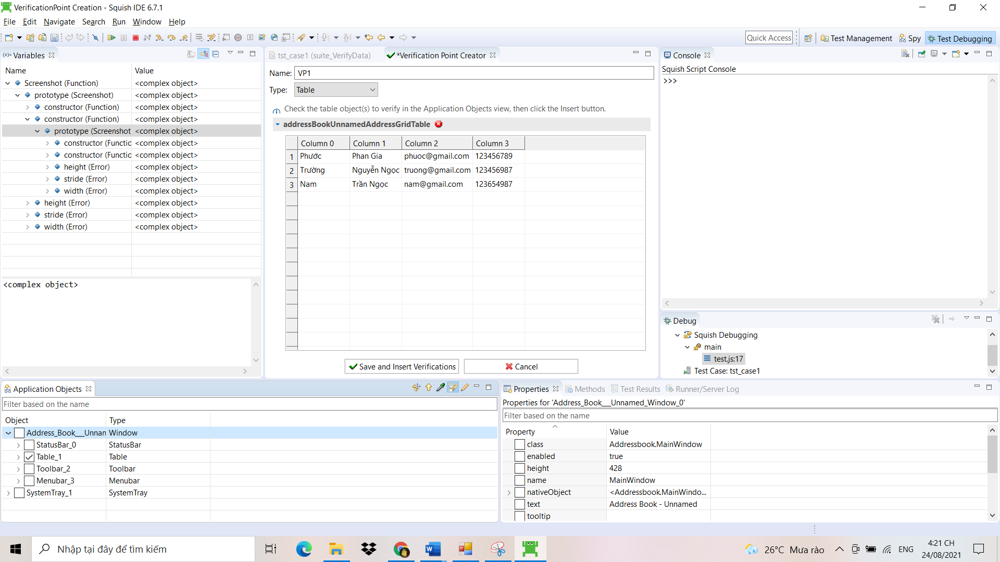 VerificationPoint Creation - Squish IDE 6.7.1
File Edit Navigate Search Run Window Help
Quick Access Test Management Spy Test Debugging
(x)= Variables
Name Value
Screenshot (Function) <complex object>
prototype (Screenshot) <complex object>
constructor (Function) <complex object>
constructor (Function) <complex object>
prototype (Screenshot <complex object>
constructor (Functic <complex object>
constructor (Functic <complex object>
height (Error) <complex object>
stride (Error) <complex object>
width (Error) <complex object>
height (Error) <complex object>
stride (Error) <complex object>
width (Error) <complex object>
<complex object>
tst_case1 (suite_VerifyData) *Verification Point Creator
Name: VP1
Type: Table
Check the table object(s) to verify in the Application Objects view, then click the Insert button.
addressBookUnnamedAddressGridTable
Column 0 Column 1 Column 2 Column 3
1 Phước Phan Gia phuoc@gmail.com 123456789
2 Trường Nguyễn Ngọc truong@gmail.com 123456987
3 Nam Trần Ngọc nam@gmail.com 123654987
Save and Insert Verifications Cancel
Console
Squish Script Console
>>>
Debug
Squish Debugging
main
test.js:17
Test Case: tst_case1
Application Objects
Filter based on the name
Object Type
Address_Book___Unnan Window
StatusBar_0 StatusBar
Table_1 Table
Toolbar_2 Toolbar
Menubar_3 Menubar
SystemTray_1 SystemTray
Properties Methods Test Results Runner/Server Log
Properties for 'Address_Book___Unnamed_Window_0'
Filter based on the name
Property Value
class Addressbook.MainWindow
enabled true
height 428
name MainWindow
nativeObject <Addressbook.MainWindo...
text Address Book - Unnamed
tooltip
Nhập tại đây để tìm kiếm
26°C Mưa rào
ENG
4:21 CH
24/08/2021